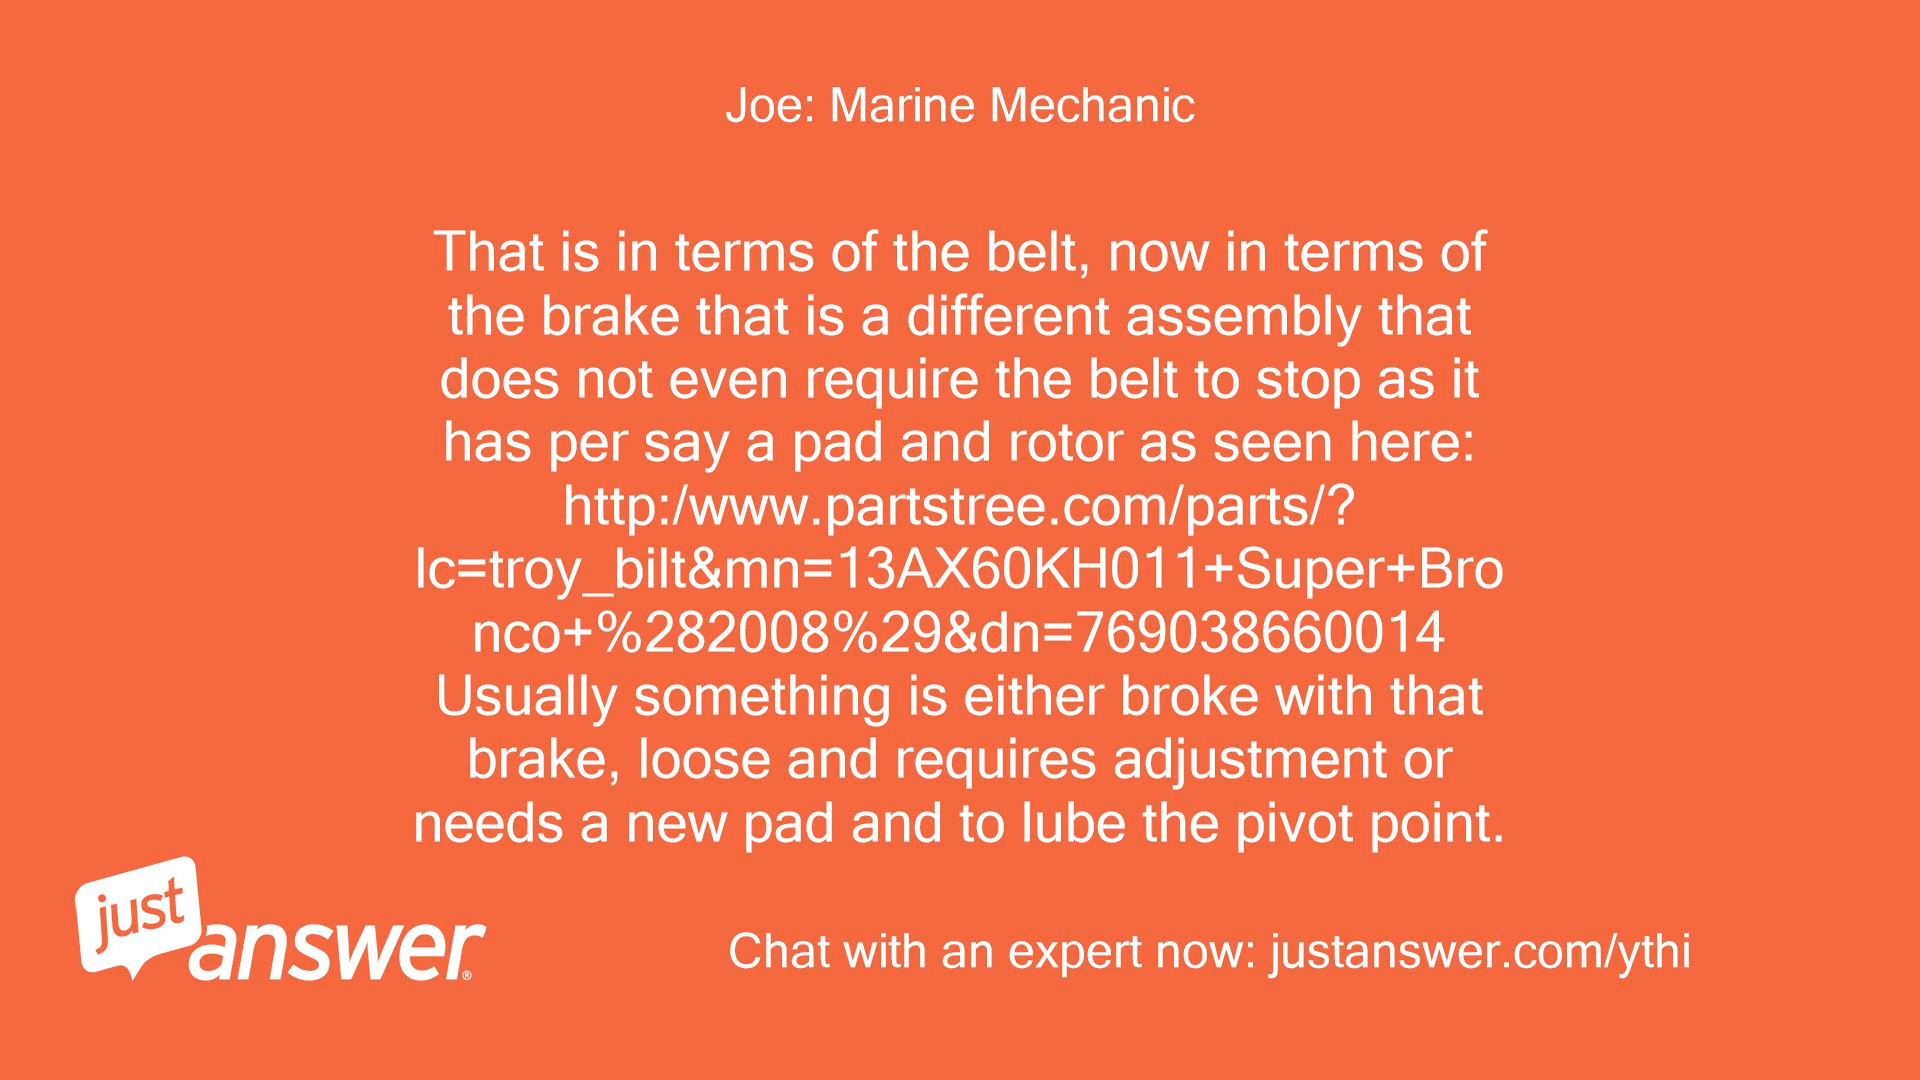 Joe: Marine Mechanic
That is in terms of the belt, now in terms of
the brake that is a different assembly that
does not even require the belt to stop as it
has per say a pad and rotor as seen here:
http:/www.partstree.com/parts/?
lc=troy_bilt&mn=13AX60KH011+Super+Bro
nco+%282008%29&dn=769038660014
Usually something is either broke with that
brake, loose and requires adjustment or
needs a new pad and to lube the pivot point.
just
answer®
Chat with an expert now: justanswer.com/ythi